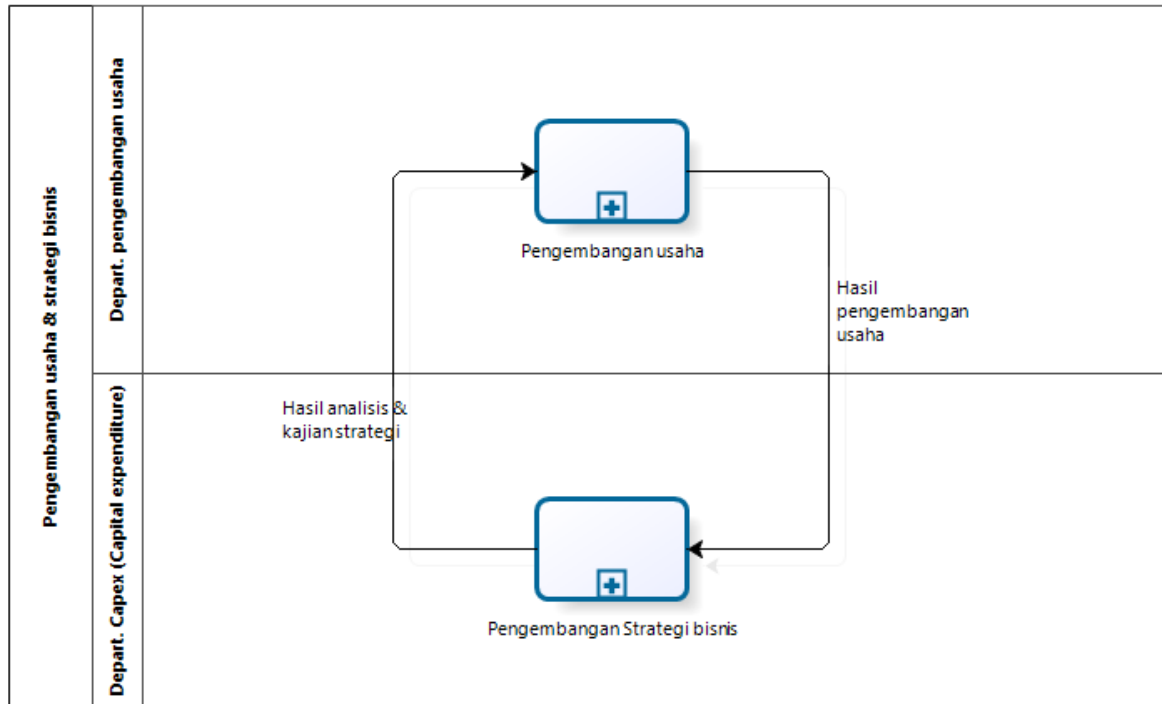 Pengembangan usaha & strategi bisnis
Depart. pengembangan usaha
Pengembangan usaha
Hasil
pengembangan
usaha
Depart. Capex (Capital expenditure)
Hasil analisis &
kajian strategi
Pengembangan Strategi bisnis